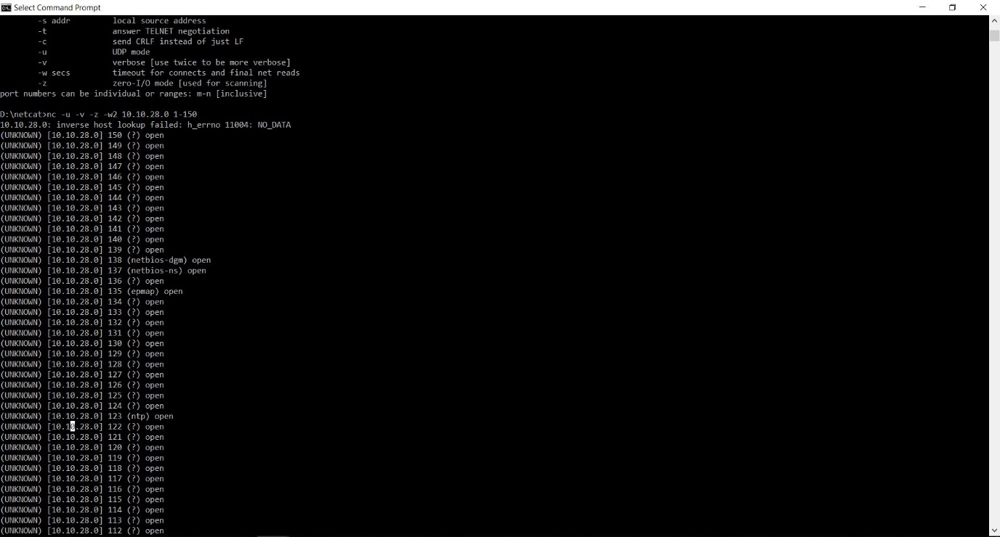 Select Command Prompt
-s addr local source address
-t answer TELNET negotiation
-c send CRLF instead of just LF
-u UDP mode
-v verbose [use twice to be more verbose]
-w secs timeout for connects and final net reads
-z zero-I/O mode [used for scanning]
port numbers can be individual or ranges: m-n [inclusive]
D:\netcat>nc -u -v -z -w2 10.10.28.0 1-150
10.10.28.0: inverse host lookup failed: h_errno 11004: NO_DATA
(UNKNOWN) [10.10.28.0] 150 (?) open
(UNKNOWN) [10.10.28.0] 149 (?) open
(UNKNOWN) [10.10.28.0] 148 (?) open
(UNKNOWN) [10.10.28.0] 147 (?) open
(UNKNOWN) [10.10.28.0] 146 (?) open
(UNKNOWN) [10.10.28.0] 145 (?) open
(UNKNOWN) [10.10.28.0] 144 (?) open
(UNKNOWN) [10.10.28.0] 143 (?) open
(UNKNOWN) [10.10.28.0] 142 (?) open
(UNKNOWN) [10.10.28.0] 141 (?) open
(UNKNOWN) [10.10.28.0] 140 (?) open
(UNKNOWN) [10.10.28.0] 139 (?) open
(UNKNOWN) [10.10.28.0] 138 (netbios-dgm) open
(UNKNOWN) [10.10.28.0] 137 (netbios-ns) open
(UNKNOWN) [10.10.28.0] 136 (?) open
(UNKNOWN) [10.10.28.0] 135 (epmap) open
(UNKNOWN) [10.10.28.0] 134 (?) open
(UNKNOWN) [10.10.28.0] 133 (?) open
(UNKNOWN) [10.10.28.0] 132 (?) open
(UNKNOWN) [10.10.28.0] 131 (?) open
(UNKNOWN) [10.10.28.0] 130 (?) open
(UNKNOWN) [10.10.28.0] 129 (?) open
(UNKNOWN) [10.10.28.0] 128 (?) open
(UNKNOWN) [10.10.28.0] 127 (?) open
(UNKNOWN) [10.10.28.0] 126 (?) open
(UNKNOWN) [10.10.28.0] 125 (?) open
(UNKNOWN) [10.10.28.0] 124 (?) open
(UNKNOWN) [10.10.28.0] 123 (ntp) open
(UNKNOWN) [10.10.28.0] 122 (?) open
(UNKNOWN) [10.10.28.0] 121 (?) open
(UNKNOWN) [10.10.28.0] 120 (?) open
(UNKNOWN) [10.10.28.0] 119 (?) open
(UNKNOWN) [10.10.28.0] 118 (?) open
(UNKNOWN) [10.10.28.0] 117 (?) open
(UNKNOWN) [10.10.28.0] 116 (?) open
(UNKNOWN) [10.10.28.0] 115 (?) open
(UNKNOWN) [10.10.28.0] 114 (?) open
(UNKNOWN) [10.10.28.0] 113 (?) open
(UNKNOWN) [10.10.28.0] 112 (?) open